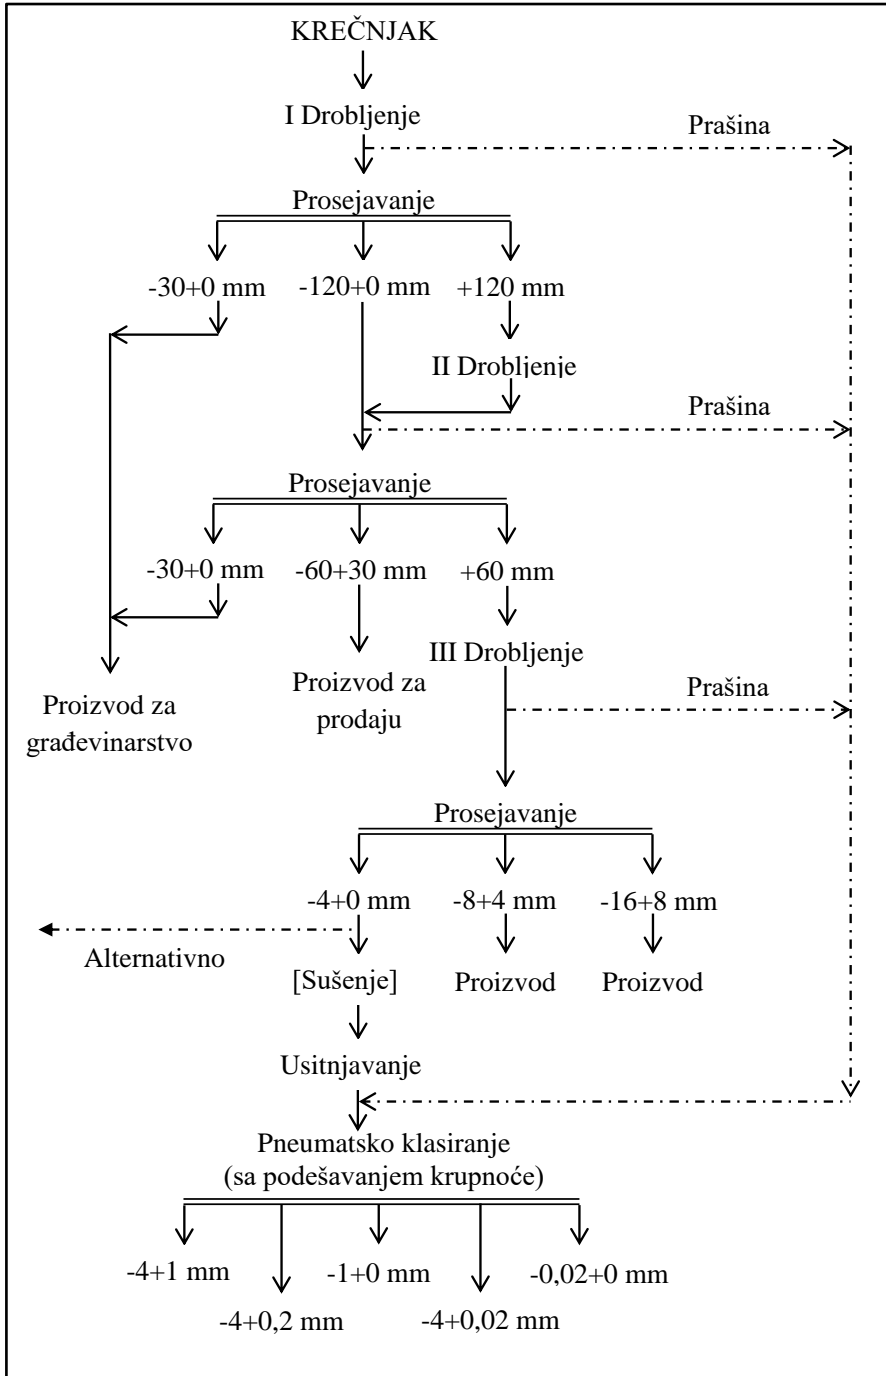 KREČNJAK
I Drobljenje
Prašina
Prosejavanje
-30+0 mm
-120+0 mm
+120 mm
II Drobljenje
Prašina
Prosejavanje
-30+0 mm
-60+30 mm
+60 mm
III Drobljenje
Proizvod za
prodaju
Prašina
Proizvod za
građevinarstvo
Prosejavanje
-4+0 mm
-8+4 mm
-16+8 mm
Alternativno
[Sušenje]
Proizvod
Proizvod
Usitnjavanje
Pneumatsko klasiranje
(sa podešavanjem krupnoće)
-4+1 mm
-1+0 mm
-0,02+0 mm
-4+0,2 mm
-4+0,02 mm